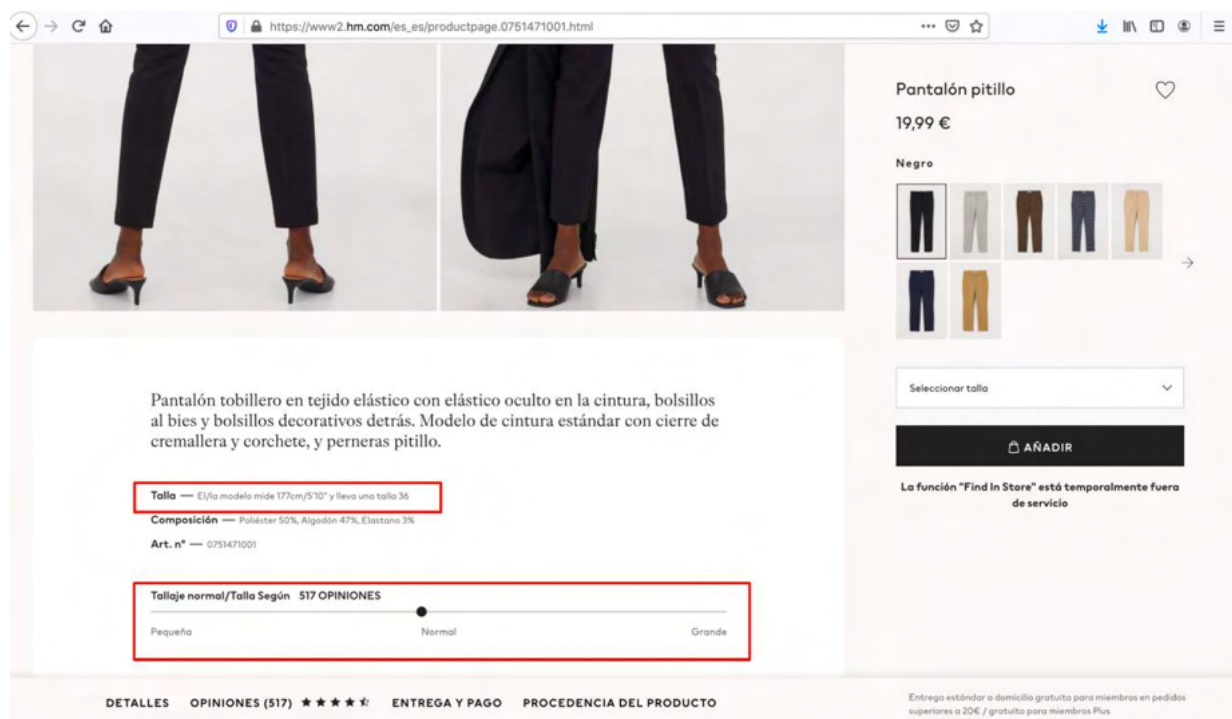 https://www2.hm.com/es_es/productpage.0751471001.html
Pantalón pitillo
19,99 €
Negro
Seleccionar talla
AÑADIR
La función "Find In Store" está temporalmente fuera
de servicio
Pantalón tobillero en tejido elástico con elástico oculto en la cintura, bolsillos
al bies y bolsillos decorativos detrás. Modelo de cintura estándar con cierre de
cremallera y corchete, y perneras pitillo.
Talla — El/la modelo mide 177cm/5'10" y lleva una talla 36
Composición — Poliéster 50%, Algodón 47%, Elastano 3%
Art. nº — 0751471001
Tallaje normal/Talla Según 517 OPINIONES
Pequeña Normal Grande
DETALLES OPINIONES (517) ENTREGA Y PAGO PROCEDENCIA DEL PRODUCTO
Entrega estándar a domicilio gratuita para miembros en pedidos
superiores a 20€ / gratuito para miembros Plus